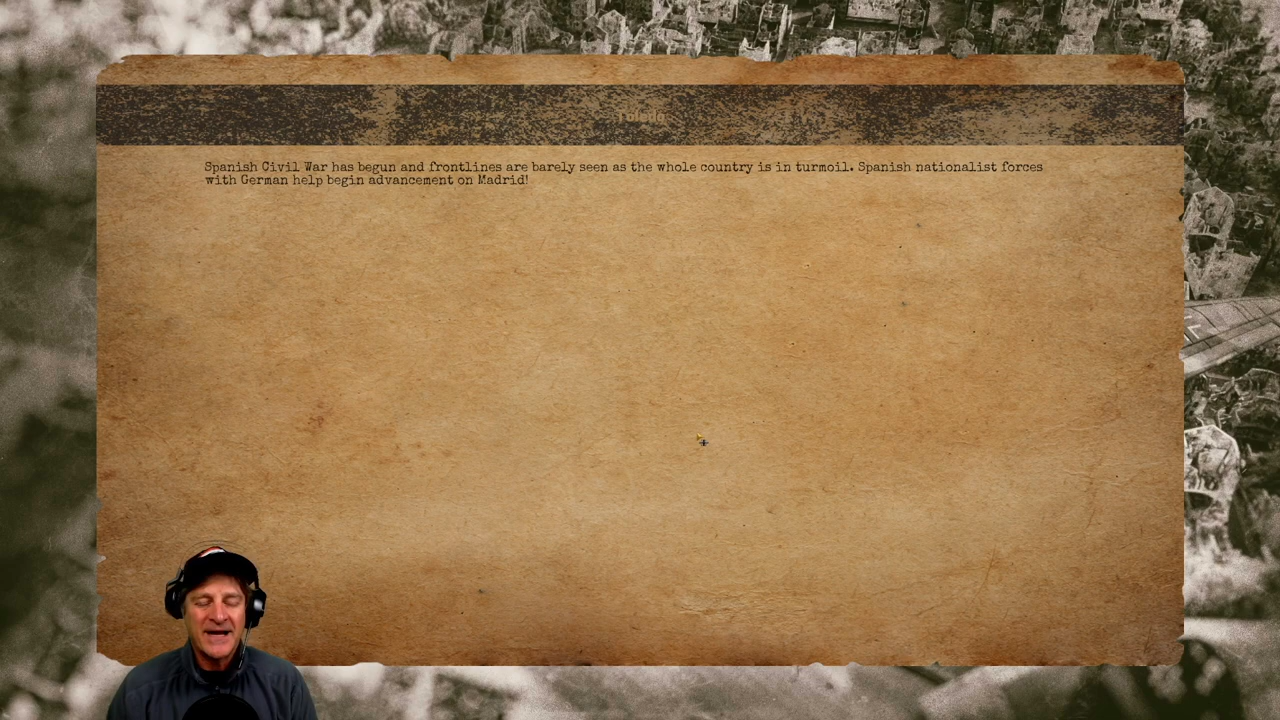 Toledo
Spanish Civil War has begun and frontlines are barely seen as the whole country is in turmoil. Spanish nationalist forces
with German help begin advancement on Madrid!